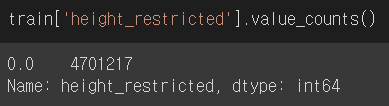 train['height_restricted'].value_counts()
0.0    4701217
Name: height_restricted, dtype: int64